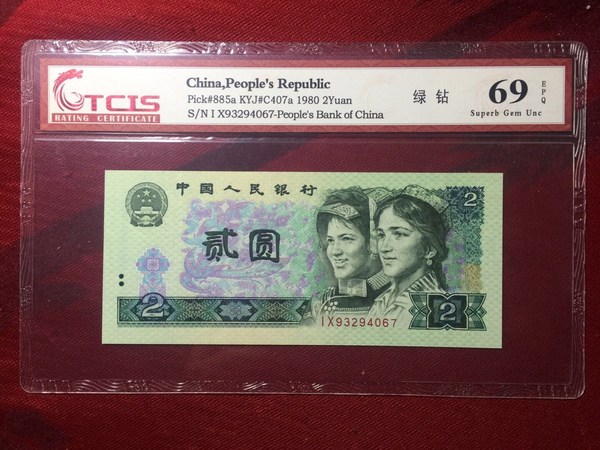 TCIS
RATING CERTIFICATE
China,People's Republic
Pick#885a KYJ#C407a 1980 2Yuan
S/N I X93294067-People's Bank of China
绿 钻
69
EPQ
Superb Gem Unc
中国人民银行
2
贰圆
2
IX93294067
2